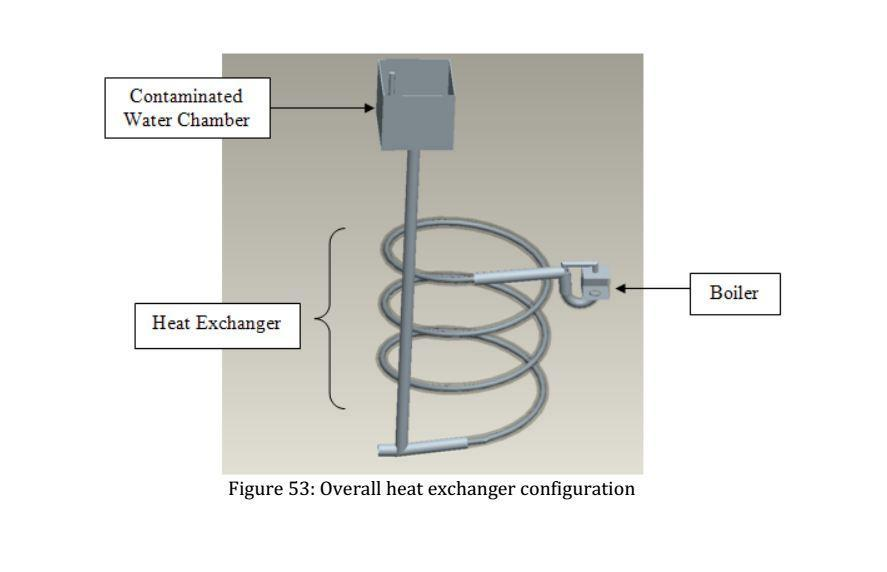 Contaminated
Water Chamber
Heat Exchanger
Boiler
Figure 53: Overall heat exchanger configuration